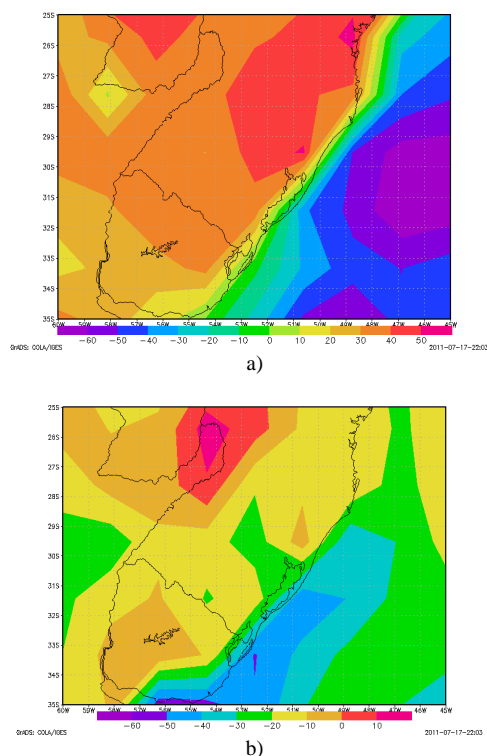 25S
26S
27S
28S
29S
30S
31S
32S
33S
34S
35S
60W 59W 58W 57W 56W 55W 54W 53W 52W 51W 50W 49W 48W 47W 46W 45W
−60 −50 −40 −30 −20 −10 0 10 20 30 40 50
GrADS: COLA/IGES 2011−07−17−22:03
a)
25S
26S
27S
28S
29S
30S
31S
32S
33S
34S
35S
60W 59W 58W 57W 56W 55W 54W 53W 52W 51W 50W 49W 48W 47W 46W 45W
−60 −50 −40 −30 −20 −10 0 10
GrADS: COLA/IGES 2011−07−17−22:03
b)